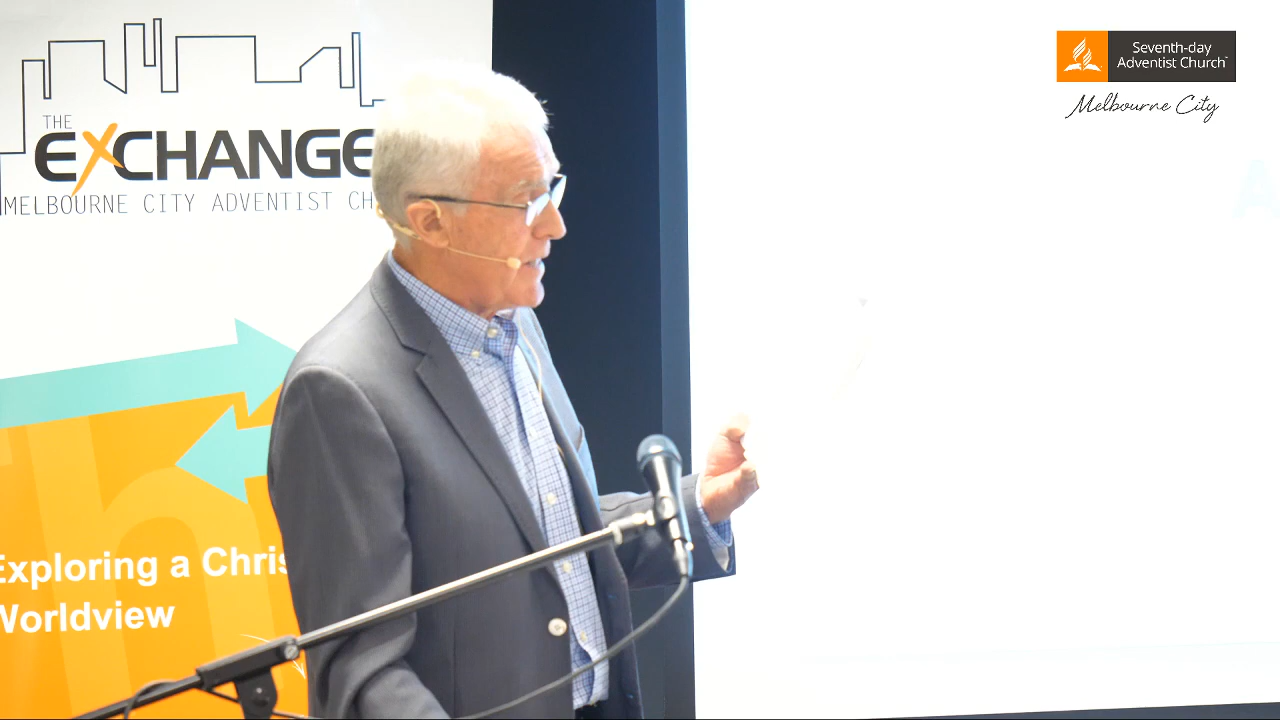 THE
EXCHANGE
MELBOURNE CITY ADVENTIST CH
Exploring a Chris
Worldview
Seventh-day
Adventist Church
Melbourne City